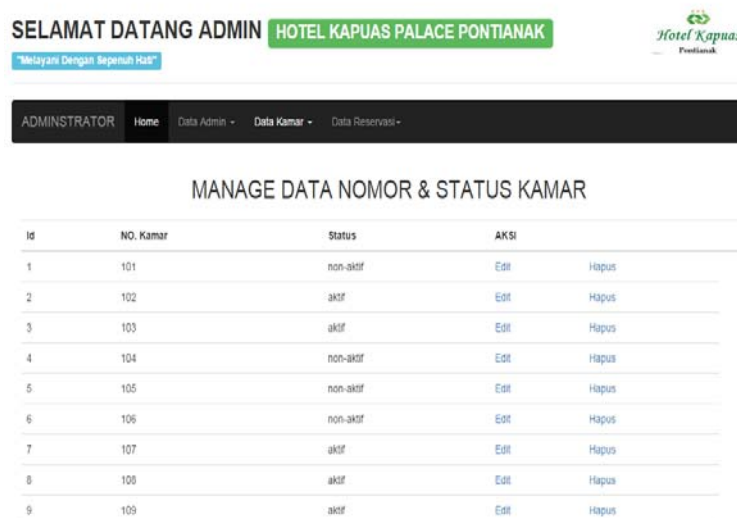 SELAMAT DATANG ADMIN HOTEL KAPUAS PALACE PONTIANAK
"Melayani Dengan Sepenuh Hati"
Hotel Kapuas
Pontianak
ADMINSTRATOR Home Data Admin Data Kamar Data Reservasi
MANAGE DATA NOMOR & STATUS KAMAR
Id NO. Kamar Status AKSI
1 101 non-aktif Edit Hapus
2 102 aktif Edit Hapus
3 103 aktif Edit Hapus
4 104 non-aktif Edit Hapus
5 105 non-aktif Edit Hapus
6 106 non-aktif Edit Hapus
7 107 aktif Edit Hapus
8 108 aktif Edit Hapus
9 109 aktif Edit Hapus